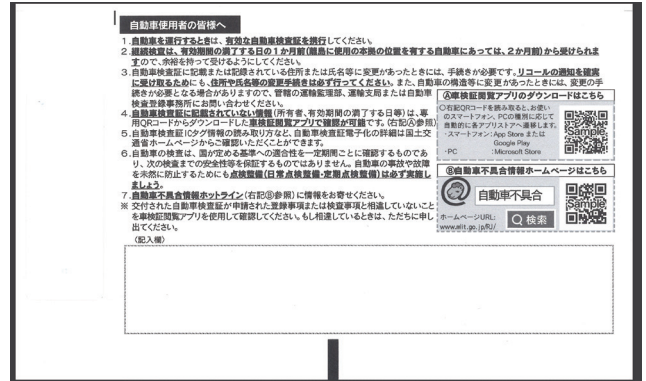 自動車使用者の皆様へ
1.自動車を運行するときは、有効な自動車検査証を携行してください。
2.継続検査は、有効期間の満了する日の1か月前(離島に使用の本拠の位置を有する自動車にあっては、2か月前)から受けられま
すので、余裕を持って受けるようにしてください。
3.自動車検査証に記載または記録されている住所または氏名等に変更があったときには、手続きが必要です。リコールの通知を確実
に受け取るためにも、住所や氏名等の変更手続きは必ず行ってください。また、自動車の構造等に変更があったときには、変更の手
続きが必要となる場合がありますので、管轄の運輸監理部、運輸支局または自動車
検査登録事務所にお問い合わせください。
4.自動車検査証に記載されていない情報(所有者、有効期間の満了する日等)は、専
用QRコードからダウンロードした車検証閲覧アプリで確認が可能です。(右記Ⓐ参照)
5.自動車検査証ICタグ情報の読み取り方など、自動車検査証電子化の詳細は国土交
通省ホームページからご確認いただくことができます。
6.自動車の検査は、国が定める基準への適合性を一定期間ごとに確認するものであ
り、次の検査までの安全性等を保証するものではありません。自動車の事故や故障
を未然に防止するためにも点検整備(日常点検整備・定期点検整備)は必ず実施し
ましょう。
7.自動車不具合情報ホットライン(右記Ⓑ参照)に情報をお寄せください。
※ 交付された自動車検査証が申請された登録事項または検査事項と相違していないこと
を車検証閲覧アプリを使用して確認してください。もし相違しているときは、ただちに申し
出てください。
〈記入欄〉
Ⓐ車検証閲覧アプリのダウンロードはこちら
○右記QRコードを読み取ると、お使い
のスマートフォン、PCの種別に応じて
自動的に各アプリストアへ遷移します。
・スマートフォン:App Store または
Google Play
・PC :Microsoft Store
Sample
Ⓑ自動車不具合情報ホームページはこちら
自動車不具合
ホームページURL:
www.mlit.go.jp/RJ/
検索
Sample